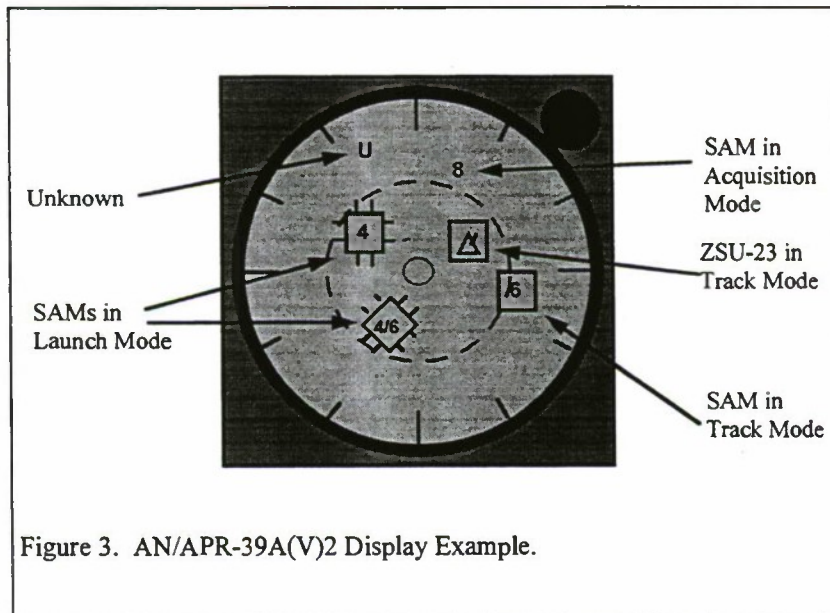 U
8
SAM in
Acquisition
Mode
Unknown
4
ZSU-23 in
Track Mode
SAMs in
Launch Mode
/6
4/6
SAM in
Track Mode
Figure 3. AN/APR-39A(V)2 Display Example.